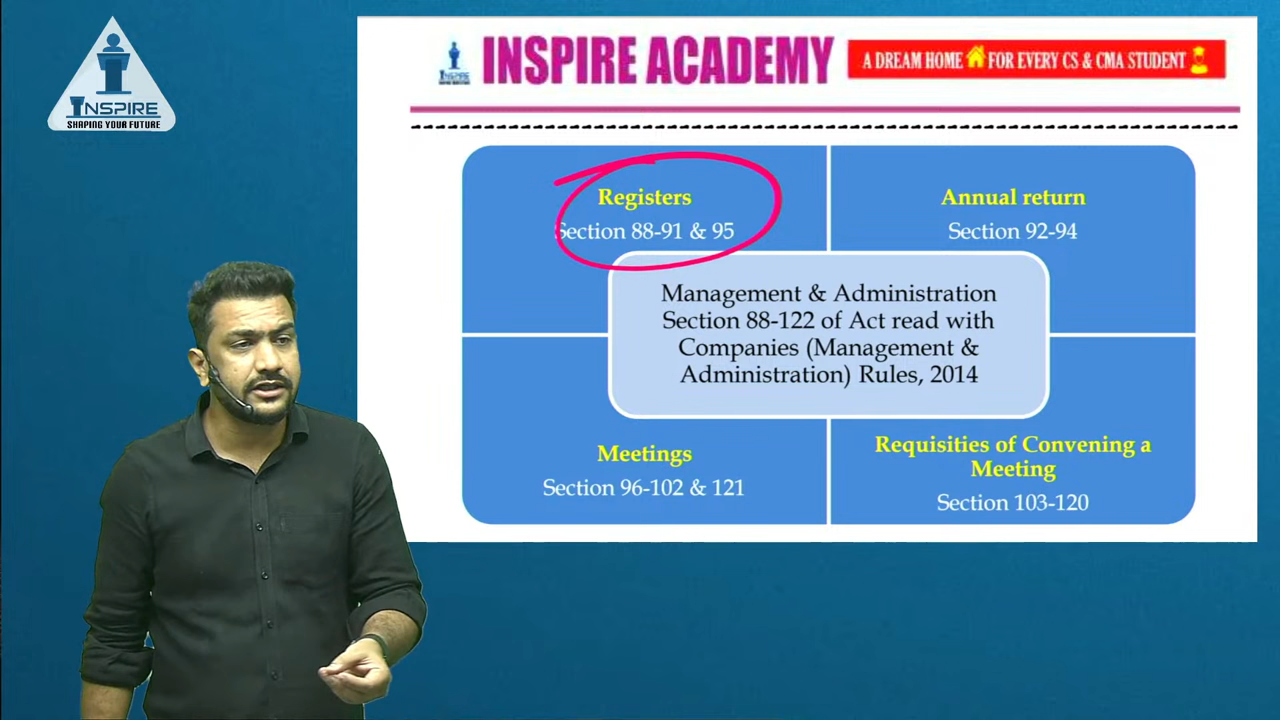 INSPIRE
SHAPING YOUR FUTURE
INSPIRE
INSPIRE ACADEMY
A DREAM HOME FOR EVERY CS & CMA STUDENT
Registers
Section 88-91 & 95
Annual return
Section 92-94
Management & Administration
Section 88-122 of Act read with
Companies (Management &
Administration) Rules, 2014
Meetings
Section 96-102 & 121
Requisities of Convening a
Meeting
Section 103-120